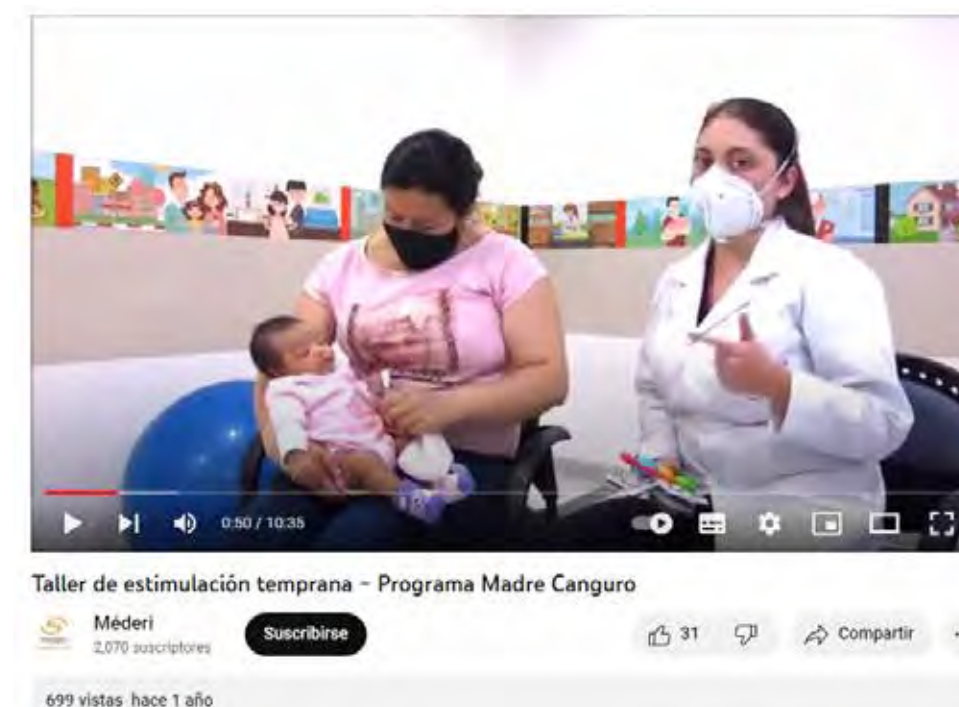 0:50 / 10:35
Taller de estimulación temprana - Programa Madre Canguro
Méderi
2,070 suscriptores
Suscribirse
31
Compartir
699 vistas hace 1 año